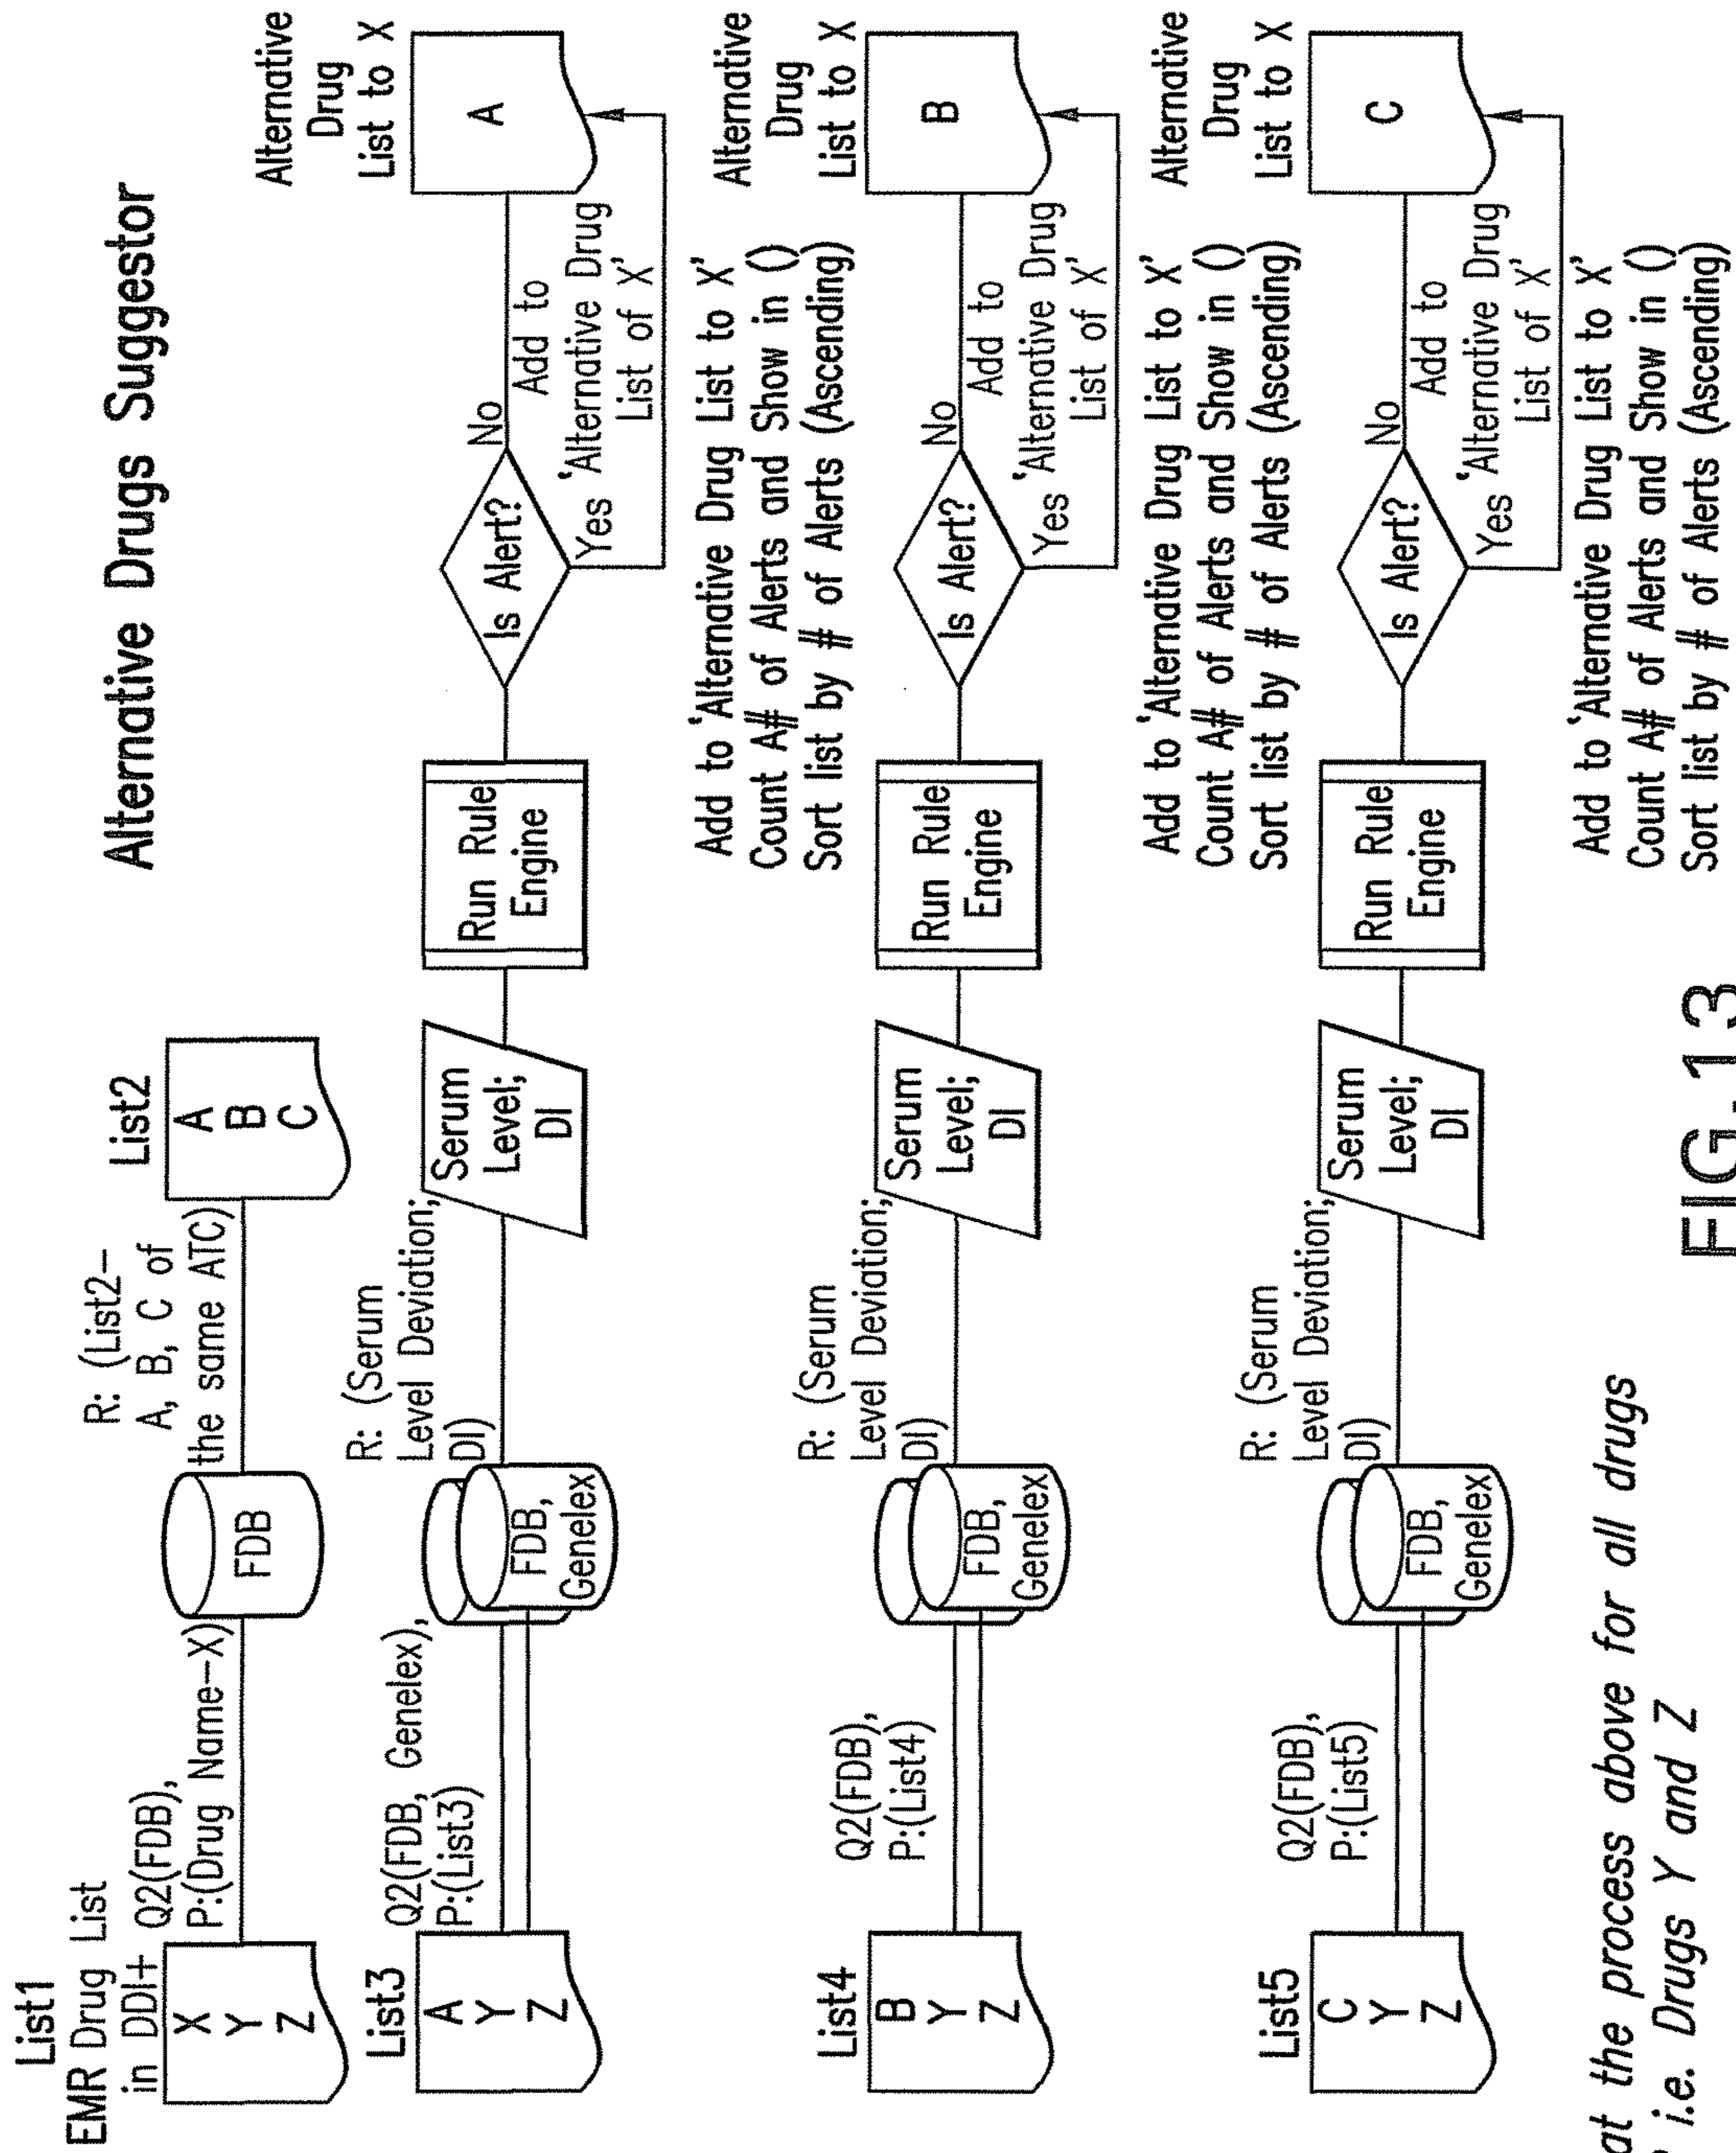 Alternative Drugs Suggestor
List1
EMR Drug List
in DDI+
X
Y
Z
Q2(FDB),
P:(Drug Name-X)
FDB
R: (List2-
A, B, C of
the same ATC)
List2
A
B
C
List3
A
Y
Z
Q2(FDB, Genelex),
P:(List3)
FDB,
Genelex
R: (Serum
Level Deviation;
DI)
Serum
Level;
DI
Run Rule
Engine
Is Alert?
No
Add to
Yes 'Alternative Drug
List of X'
Alternative
Drug
List to X
A
Add to 'Alternative Drug List to X'
Count A# of Alerts and Show in ()
Sort list by # of Alerts (Ascending)
List4
B
Y
Z
Q2(FDB),
P:(List4)
FDB,
Genelex
R: (Serum
Level Deviation;
DI)
Serum
Level;
DI
Run Rule
Engine
Is Alert?
No
Add to
Yes 'Alternative Drug
List of X'
Alternative
Drug
List to X
B
Add to 'Alternative Drug List to X'
Count A# of Alerts and Show in ()
Sort list by # of Alerts (Ascending)
List5
C
Y
Z
Q2(FDB),
P:(List5)
FDB,
Genelex
R: (Serum
Level Deviation;
DI)
Serum
Level;
DI
Run Rule
Engine
Is Alert?
No
Add to
Yes 'Alternative Drug
List of X'
Alternative
Drug
List to X
C
Add to 'Alternative Drug List to X'
Count A# of Alerts and Show in ()
Sort list by # of Alerts (Ascending)
the process above for all drugs
i.e. Drugs Y and Z
FIG. 13